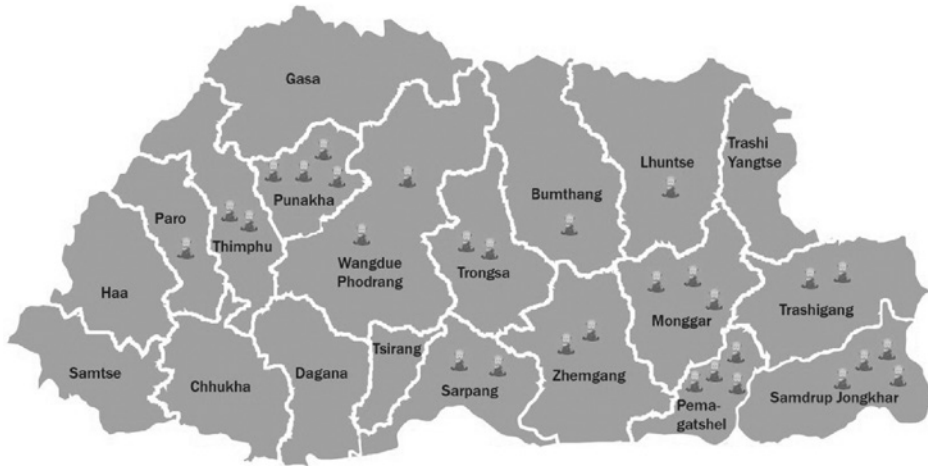 Gasa
Lhuntse
Trashi
Yangtse
Punakha
Bumthang
Paro
Thimphu
Wangdue
Phodrang
Trongsa
Haa
Trashigang
Monggar
Tsirang
Samtse
Chhukha
Dagana
Zhemgang
Sarpang
Samdrup Jongkhar
Pema-
gatshel